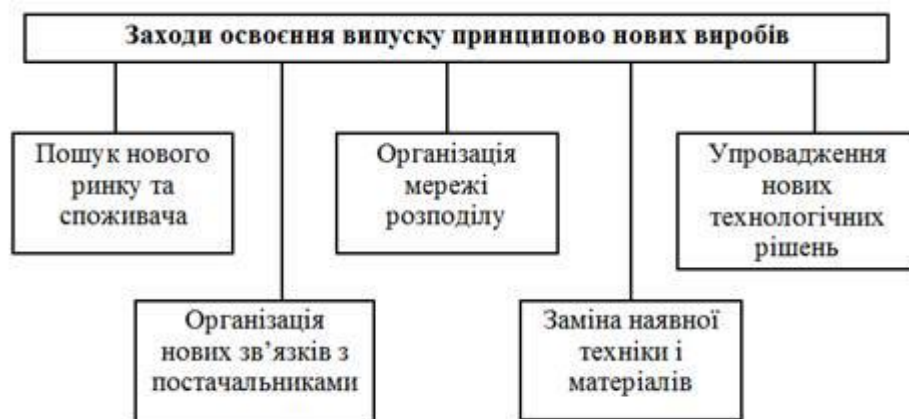 Заходи освоєння випуску принципово нових виробів
Пошук нового
ринку та
споживача
Організація
мережі
розподілу
Упровадження
нових
технологічних
рішень
Організація
нових зв’язків з
постачальниками
Заміна наявної
техніки і
матеріалів